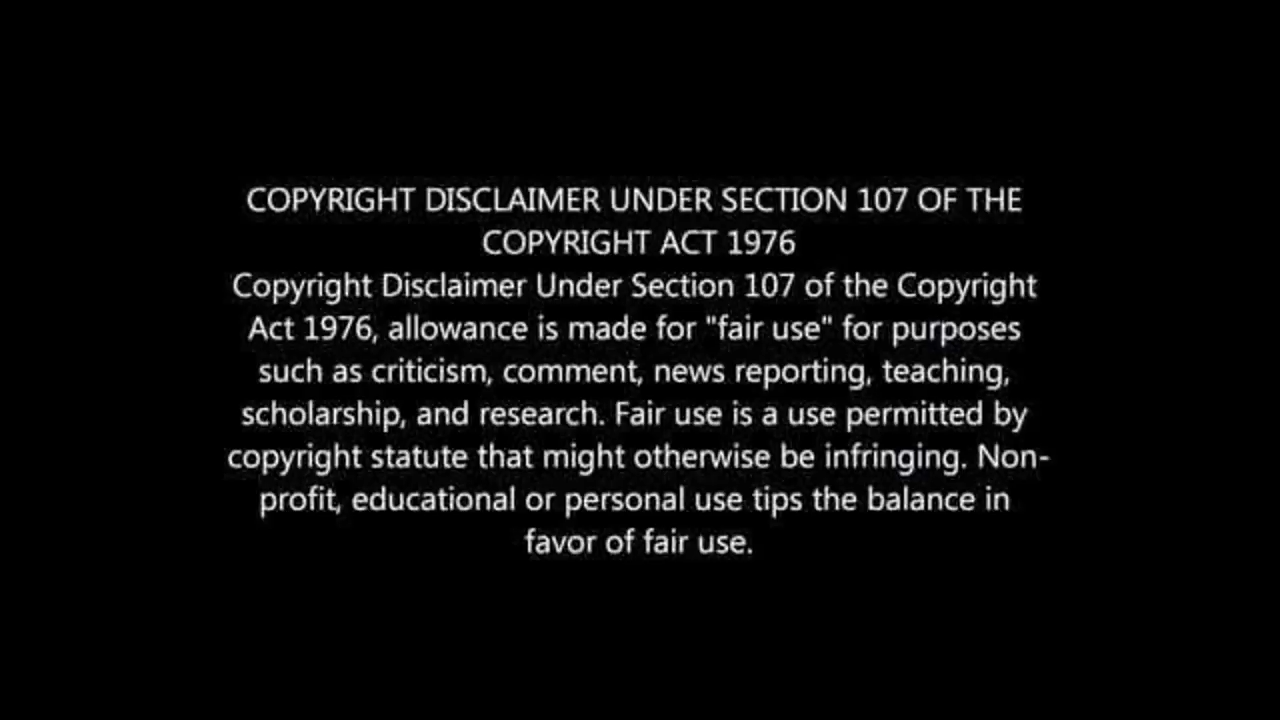 COPYRIGHT DISCLAIMER UNDER SECTION 107 OF THE
COPYRIGHT ACT 1976
Copyright Disclaimer Under Section 107 of the Copyright
Act 1976, allowance is made for "fair use" for purposes
such as criticism, comment, news reporting, teaching,
scholarship, and research. Fair use is a use permitted by
copyright statute that might otherwise be infringing. Non-
profit, educational or personal use tips the balance in
favor of fair use.